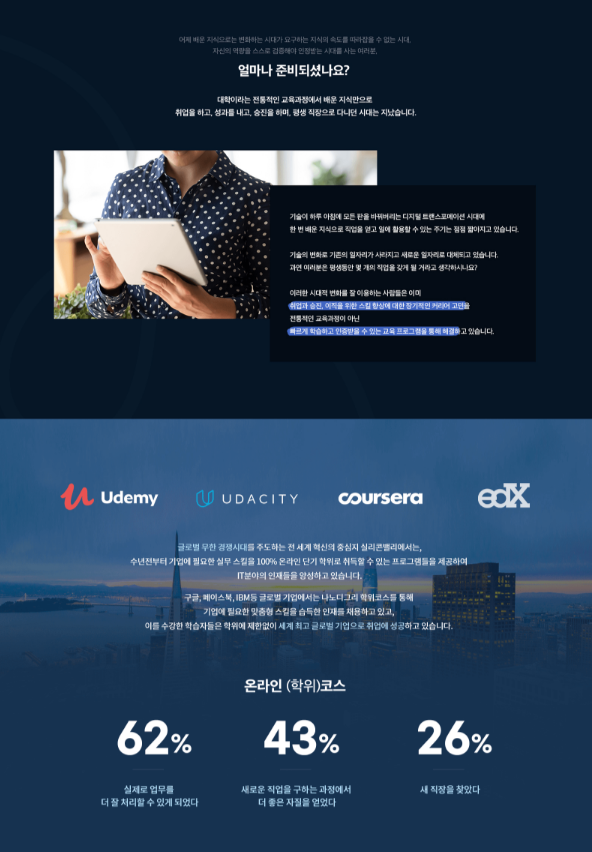 어제 배운 지식으로는 변화하는 시대가 요구하는 지식의 속도를 따라잡을 수 없는 시대.
자신의 역량을 스스로 검증해야 인정받는 시대를 사는 여러분,
얼마나 준비되셨나요?
대학이라는 전통적인 교육과정에서 배운 지식만으로
취업을 하고, 성과를 내고, 승진을 하며, 평생 직장으로 다니던 시대는 지났습니다.
기술이 하루 아침에 모든 판을 바꿔버리는 디지털 트랜스포메이션 시대에
한 번 배운 지식으로 직업을 얻고 일에 활용할 수 있는 주기는 점점 짧아지고 있습니다.
기술의 변화로 기존의 일자리가 사라지고 새로운 일자리로 대체되고 있습니다.
과연 여러분은 평생동안 몇 개의 직업을 갖게 될 거라고 생각하시나요?
이러한 시대적 변화를 잘 이용하는 사람들은 이미
취업과 승진, 이직을 위한 스킬 향상에 대한 장기적인 커리어 고민을
전통적인 교육과정이 아닌
빠르게 학습하고 인증받을 수 있는 교육 프로그램을 통해 해결하고 있습니다.
Udemy UDACITY coursera edX
글로벌 무한 경쟁시대를 주도하는 전 세계 혁신의 중심지 실리콘밸리에서는,
수년전부터 기업에 필요한 실무 스킬을 100% 온라인 단기 학위로 취득할 수 있는 프로그램들을 제공하여
IT분야의 인재들을 양성하고 있습니다.
구글, 페이스북, IBM등 글로벌 기업에서는 나노디그리 학위코스를 통해
기업에 필요한 맞춤형 스킬을 습득한 인재를 채용하고 있고,
이를 수강한 학습자들은 학위에 제한없이 세계 최고 글로벌 기업으로 취업에 성공하고 있습니다.
온라인 (학위)코스
62% 43% 26%
실제로 업무를 새로운 직업을 구하는 과정에서 새 직장을 찾았다
더 잘 처리할 수 있게 되었다 더 좋은 자질을 얻었다